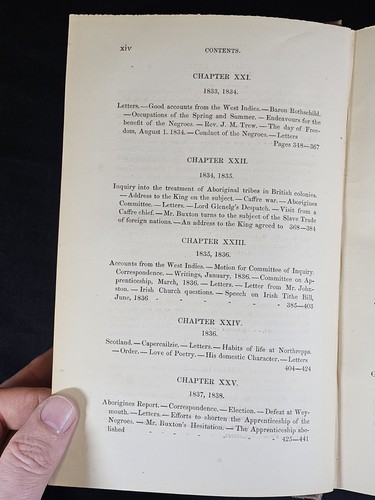 xiv CONTENTS.
CHAPTER XXI.
1833, 1834.
Letters. — Good accounts from the West Indies. — Baron Rothschild.
— Occupations of the Spring and Summer. — Endeavours for the
benefit of the Negroes. — Rev. J. M. Trew. — The day of Free-
dom, August 1. 1834. — Conduct of the Negroes. — Letters
Pages 348—367
CHAPTER XXII.
1834, 1835.
Inquiry into the treatment of Aboriginal tribes in British colonies.
— Address to the King on the subject. — Caffre war. — Aborigines
Committee. — Letters. — Lord Glenelg's Despatch. — Visit from a
Caffre chief. — Mr. Buxton turns to the subject of the Slave Trade
of foreign nations. — An address to the King agreed to 368—384
CHAPTER XXIII.
1835, 1836.
Accounts from the West Indies. — Motion for Committee of Inquiry.
Correspondence. — Writings, January, 1836. — Committee on Ap-
prenticeship, March, 1836. — Letters. — Letter from Mr. John-
ston. — Irish Church questions. — Speech on Irish Tithe Bill,
June, 1836 - - - - - 385—403
CHAPTER XXIV.
1836.
Scotland. — Capercailzie. — Letters. — Habits of life at Northrepps.
— Order. — Love of Poetry. — His domestic Character. — Letters
404—424
CHAPTER XXV.
1837, 1838.
Aborigines Report. — Correspondence. — Election. — Defeat at Wey-
mouth. — Letters. — Efforts to shorten the Apprenticeship of the
Negroes. — Mr. Buxton's Hesitation. — The Apprenticeship abo-
lished - - - - - 425—441